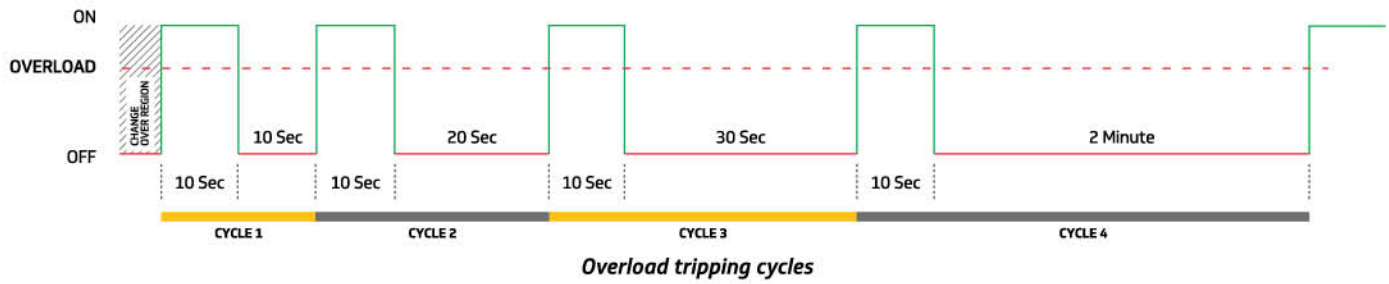 ON
OVERLOAD
CHANGE
OVER REGION
OFF
10 Sec
20 Sec
30 Sec
2 Minute
10 Sec
10 Sec
10 Sec
10 Sec
CYCLE 1
CYCLE 2
CYCLE 3
CYCLE 4
Overload tripping cycles